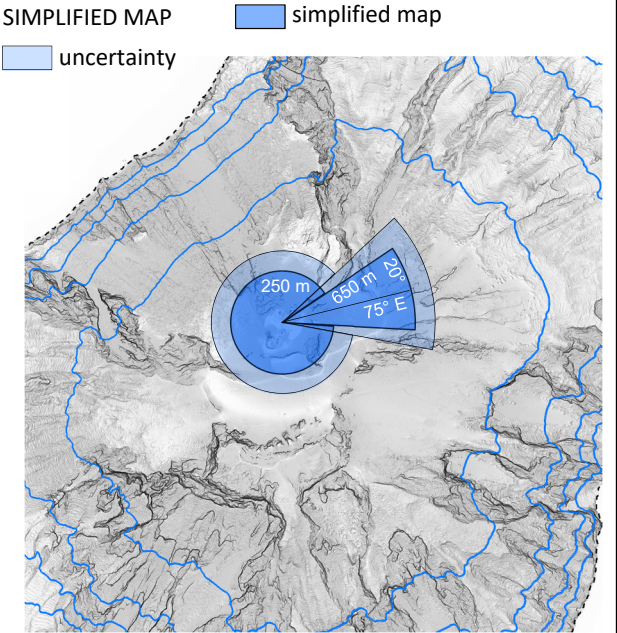 SIMPLIFIED MAP
simplified map
uncertainty
250 m
650 m
20°
75° E